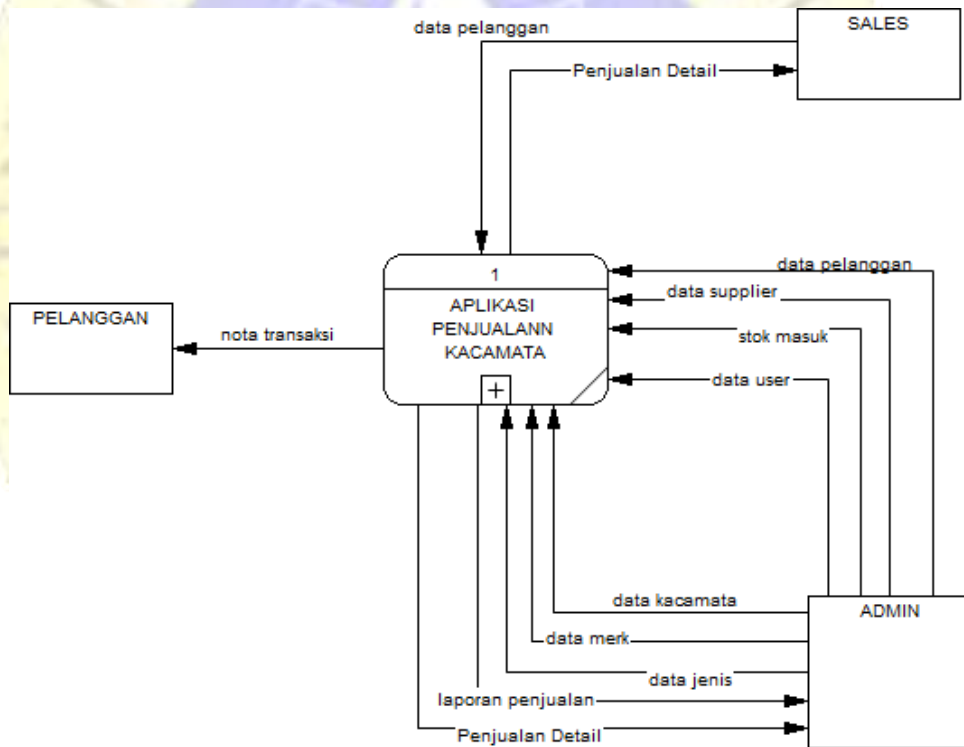 data pelanggan
SALES
Penjualan Detail
1
APLIKASI
PENJUALANN
KACAMATA
data pelanggan
data supplier
stok masuk
data user
PELANGGAN
nota transaksi
data kacamata
ADMIN
data merk
data jenis
laporan penjualan
Penjualan Detail